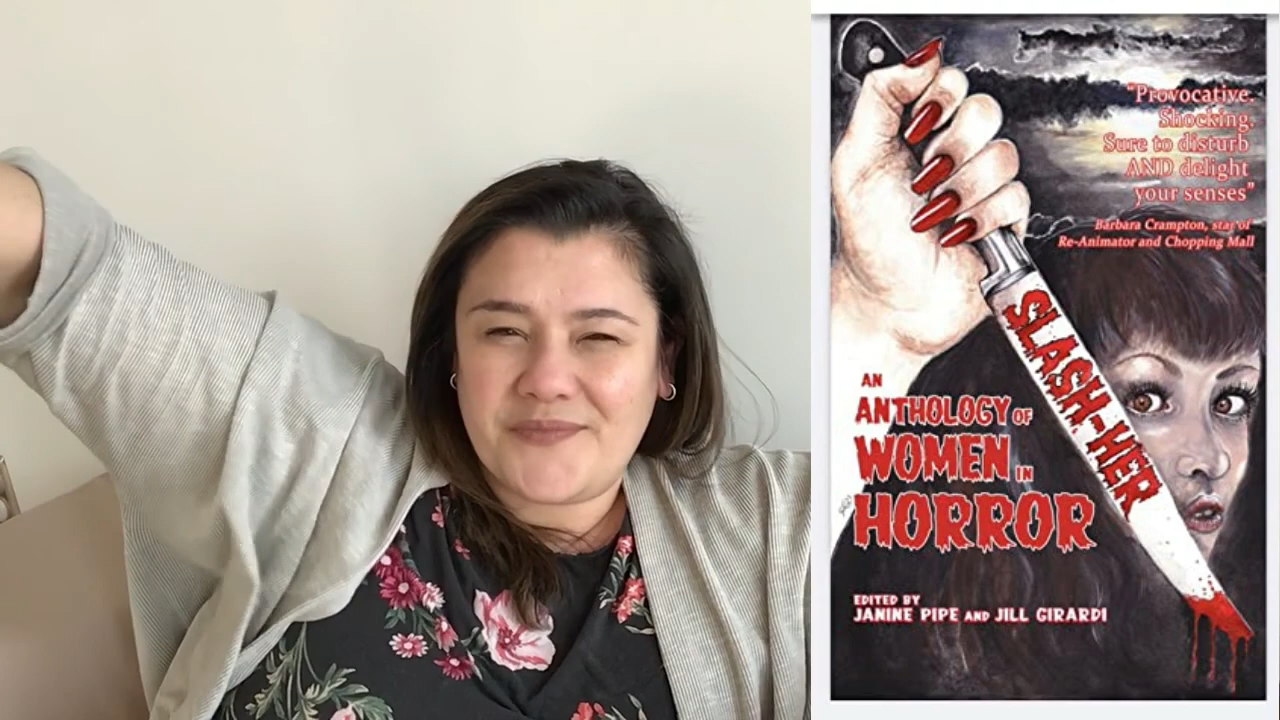 "Provocative.
Shocking.
Sure to disturb
AND delight
your senses"
Barbara Crampton, star of
Re-Animator and Chopping Mall
SLASH-HER
AN
ANTHOLOGY OF
WOMEN IN
HORROR
EDITED BY
JANINE PIPE AND JILL GIRARDI